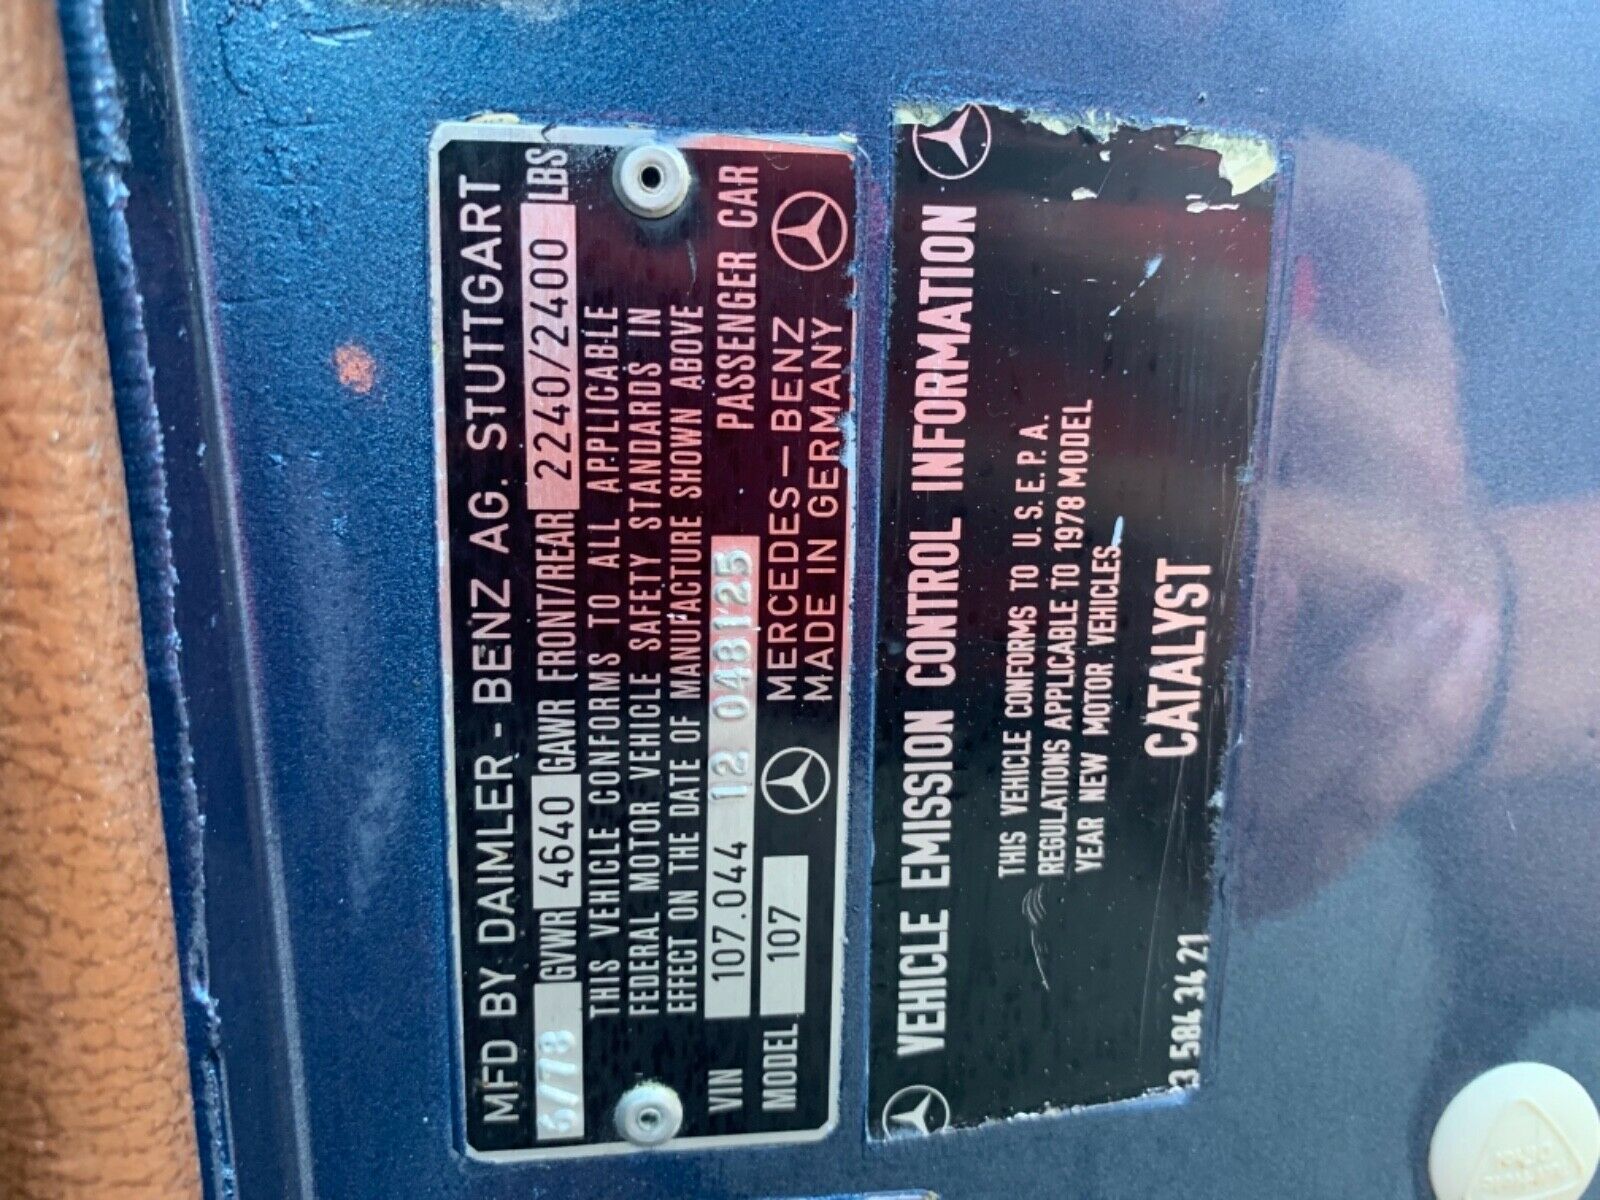 MFD BY DAIMLER - BENZ AG. STUTTGART
6/78 GVWR 4640 GAWR FRONT/REAR 2240/2400 LBS
THIS VEHICLE CONFORMS TO ALL APPLICABLE
FEDERAL MOTOR VEHICLE SAFETY STANDARDS IN
EFFECT ON THE DATE OF MANUFACTURE SHOWN ABOVE
VIN 107.044 12 048125 PASSENGER CAR
MODEL 107 MERCEDES-BENZ
MADE IN GERMANY
VEHICLE EMISSION CONTROL INFORMATION
THIS VEHICLE CONFORMS TO U.S. E.P.A.
REGULATIONS APPLICABLE TO 1978 MODEL
YEAR NEW MOTOR VEHICLES
CATALYST
3 584 34 21